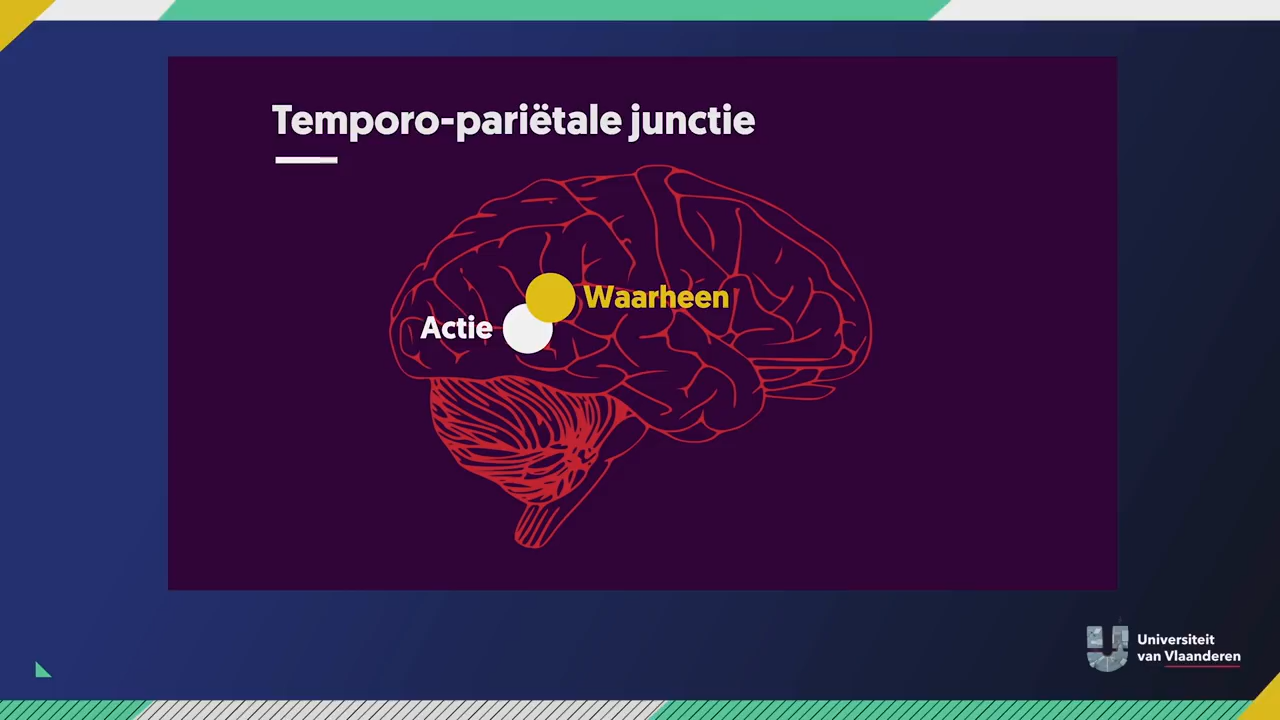 Temporo-pariëtale junctie
Waarheen
Actie
Universiteit
van Vlaanderen